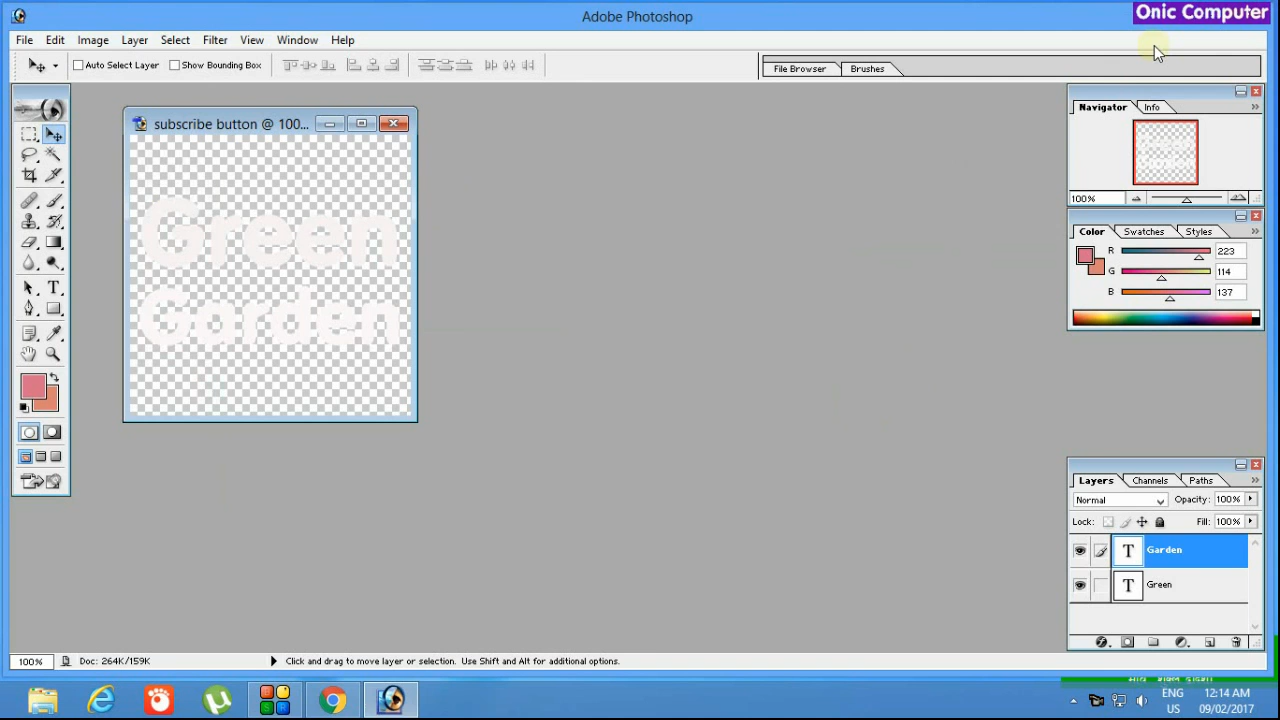 Adobe Photoshop
Onic Computer
File Edit Image Layer Select Filter View Window Help
Auto Select Layer Show Bounding Box
File Browser Brushes
subscribe button @ 100...
Green
Garden
Navigator Info
100%
Color Swatches Styles
R 223
G 114
B 137
Layers Channels Paths
Normal Opacity: 100%
Lock: Fill: 100%
T Garden
T Green
100% Doc: 264K/159K Click and drag to move layer or selection. Use Shift and Alt for additional options.
ENG 12:14 AM
US 09/02/2017